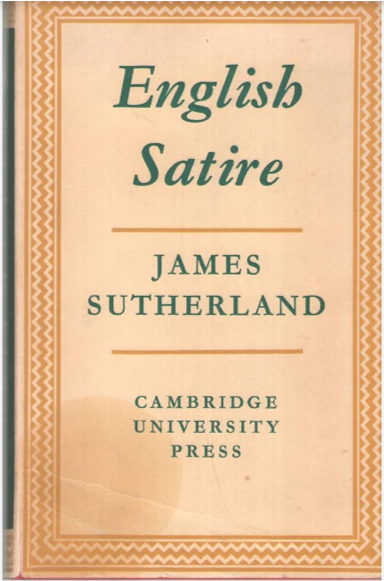 English
Satire
JAMES
SUTHERLAND
CAMBRIDGE
UNIVERSITY
PRESS